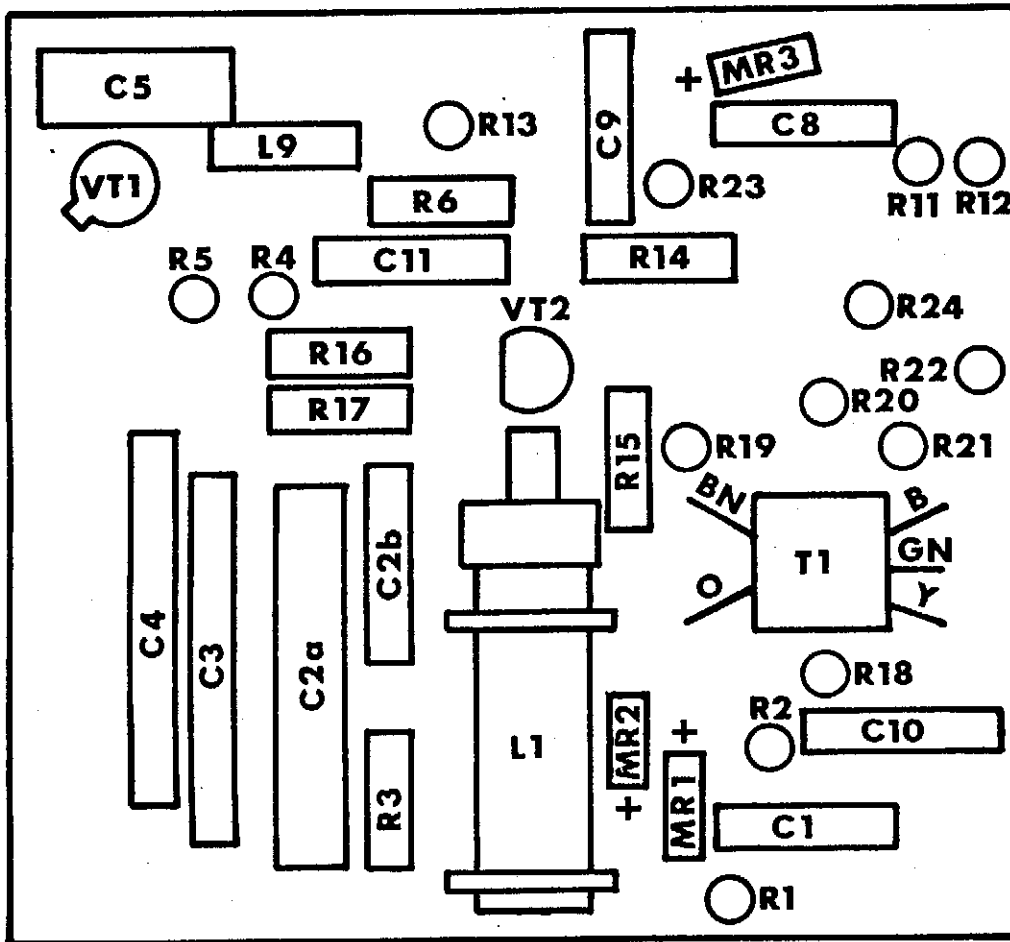 MR3
+
C5
C8
R13
C9
L9
VT1
R23
R6
R11
R12
C11
R14
R5
R4
VT2
R24
R16
R22
R20
R17
R19
R21
R15
BN
B
GN
T1
C2b
O
Y
C4
C3
C2a
R18
R2
MR2
+
C10
L1
MR1
+
R3
C1
R1